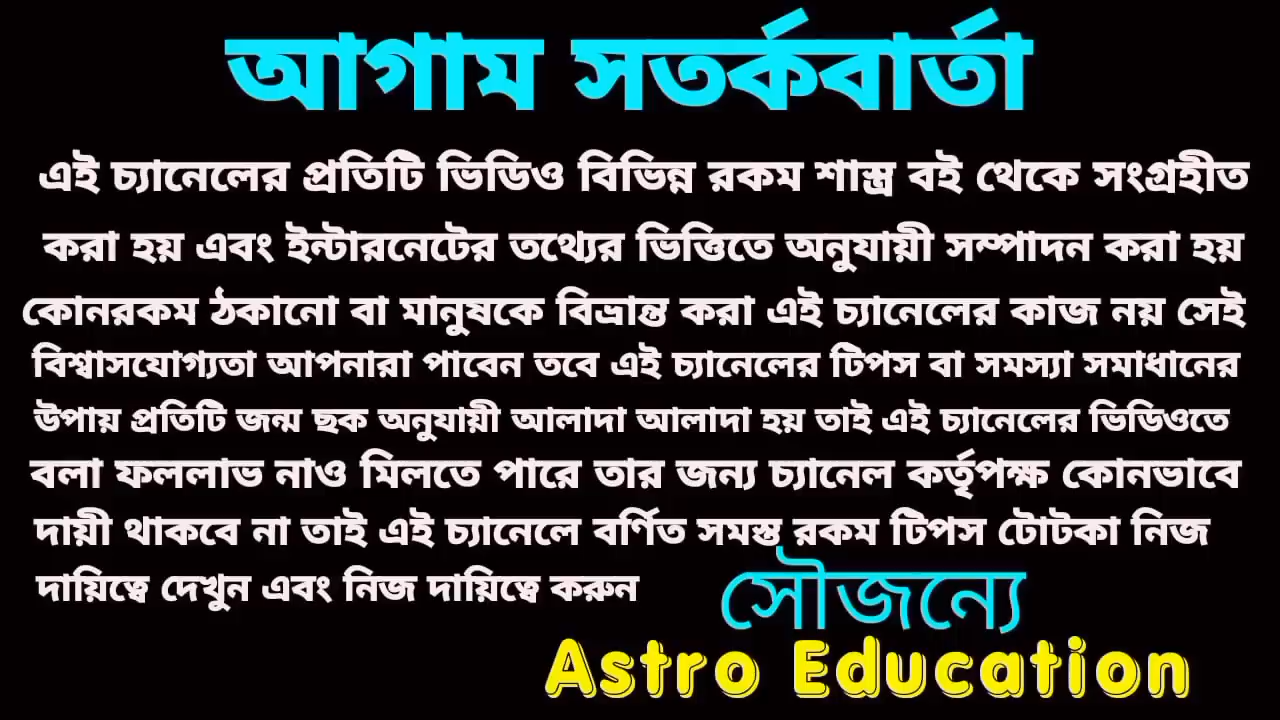 আগাম সতর্কবার্তা
এই চ্যানেলের প্রতিটি ভিডিও বিভিন্ন রকম শাস্ত্র বই থেকে সংগ্রহীত
করা হয় এবং ইন্টারনেটের তথ্যের ভিত্তিতে অনুযায়ী সম্পাদন করা হয়
কোনরকম ঠকানো বা মানুষকে বিভ্রান্ত করা এই চ্যানেলের কাজ নয় সেই
বিশ্বাসযোগ্যতা আপনারা পাবেন তবে এই চ্যানেলের টিপস বা সমস্যা সমাধানের
উপায় প্রতিটি জন্ম ছক অনুযায়ী আলাদা আলাদা হয় তাই এই চ্যানেলের ভিডিওতে
বলা ফললাভ নাও মিলতে পারে তার জন্য চ্যানেল কর্তৃপক্ষ কোনভাবে
দায়ী থাকবে না তাই এই চ্যানেলে বর্ণিত সমস্ত রকম টিপস টোটকা নিজ
দায়িত্বে দেখুন এবং নিজ দায়িত্বে করুন
সৌজন্যে
Astro Education